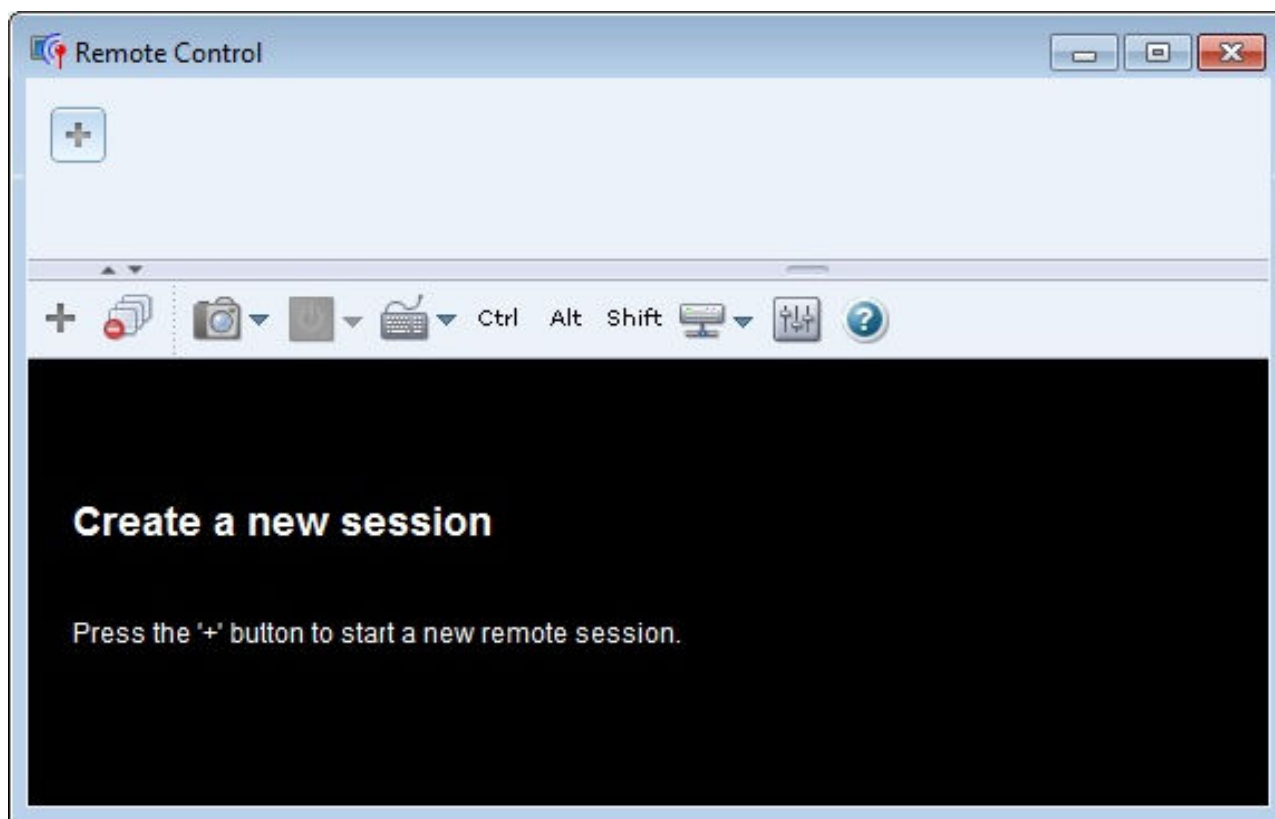 Remote Control
Ctrl Alt Shift
Create a new session
Press the '+' button to start a new remote session.